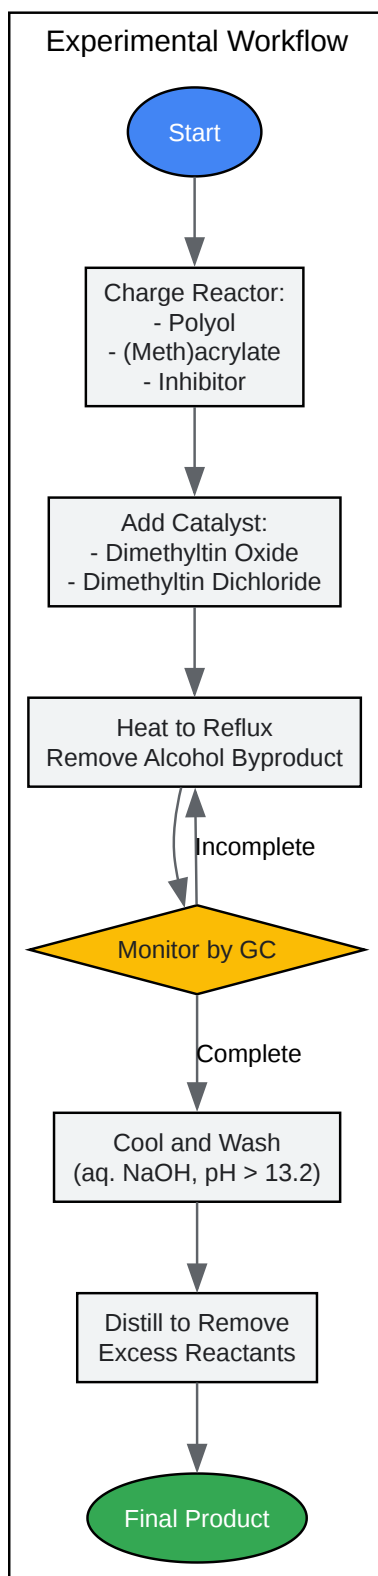 Experimental Workflow
Start
Charge Reactor:
- Polyol
- (Meth)acrylate
- Inhibitor
Add Catalyst:
- Dimethyltin Oxide
- Dimethyltin Dichloride
Heat to Reflux
Remove Alcohol Byproduct
Incomplete
Monitor by GC
Complete
Cool and Wash
(aq. NaOH, pH > 13.2)
Distill to Remove
Excess Reactants
Final Product